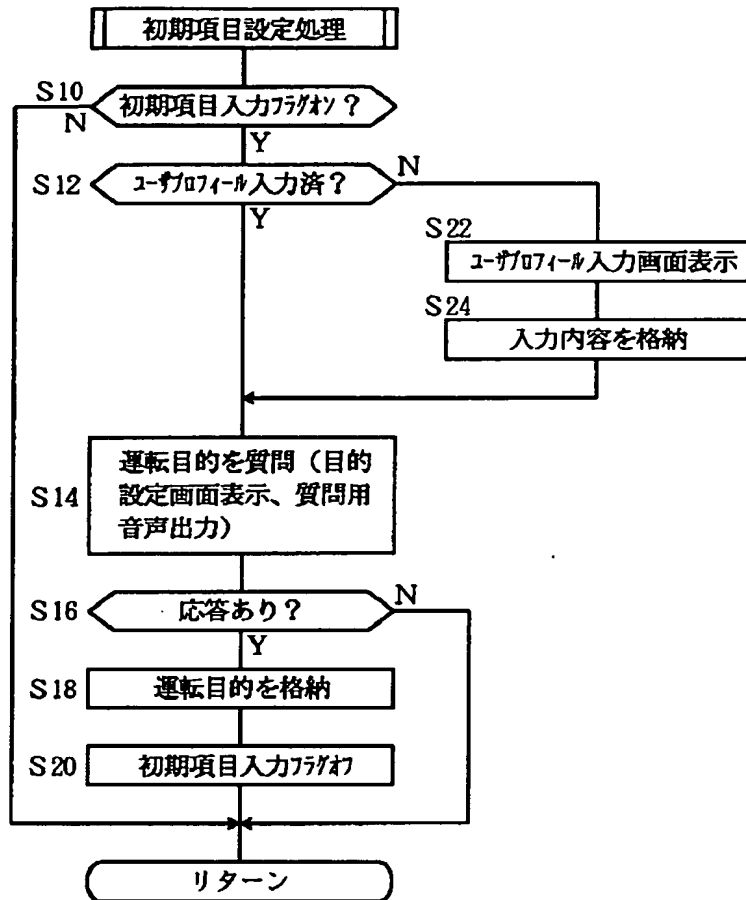 初期項目設定処理
S10
初期項目入力フラグオン？
N
Y
S12
ユーザプロフィール入力済？
N
Y
S22
ユーザプロフィール入力画面表示
S24
入力内容を格納
S14
運転目的を質問（目的
設定画面表示、質問用
音声出力）
S16
応答あり？
N
Y
S18
運転目的を格納
S20
初期項目入力フラグオフ
リターン